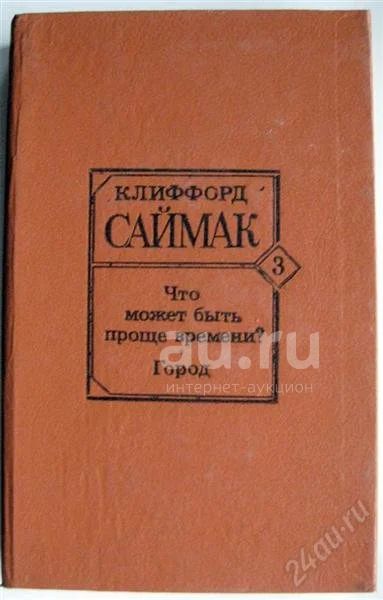 КЛИФФОРД
САЙМАК
3
Что
может быть
проще времени?
Город
au.ru
интернет-аукцион
24au.ru